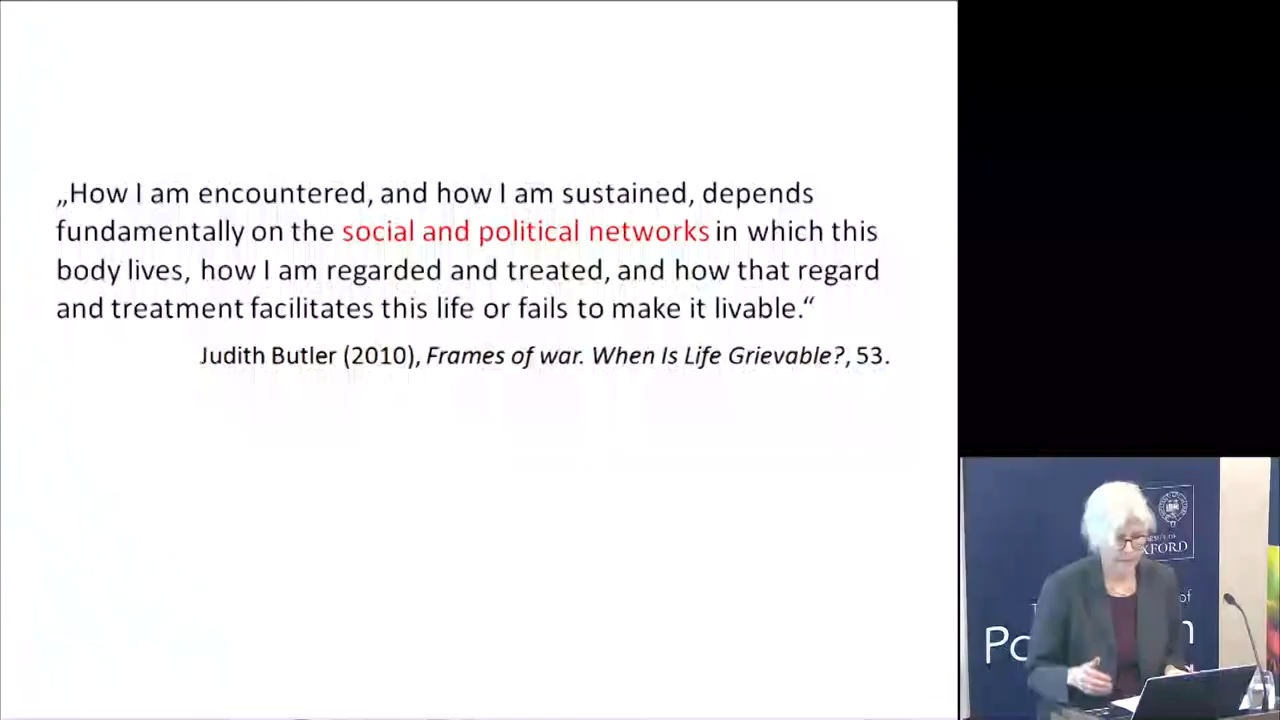 „How I am encountered, and how I am sustained, depends
fundamentally on the social and political networks in which this
body lives, how I am regarded and treated, and how that regard
and treatment facilitates this life or fails to make it livable.“
Judith Butler (2010), Frames of war. When Is Life Grievable?, 53.
of